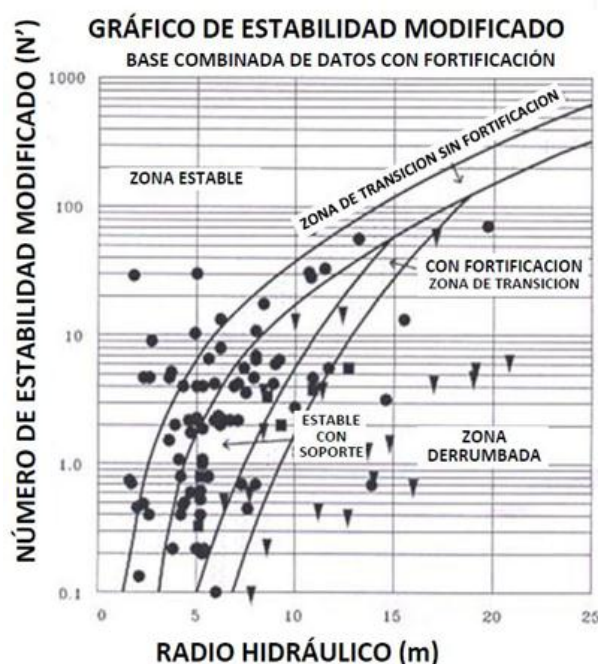 GRÁFICO DE ESTABILIDAD MODIFICADO
BASE COMBINADA DE DATOS CON FORTIFICACIÓN
NÚMERO DE ESTABILIDAD MODIFICADO (N')
1000
100
10
1.0
0.1
ZONA ESTABLE
ZONA DE TRANSICION SIN FORTIFICACION
CON FORTIFICACION
ZONA DE TRANSICION
ESTABLE
CON
SOPORTE
ZONA
DERRUMBADA
0
5
10
15
20
25
RADIO HIDRÁULICO (m)